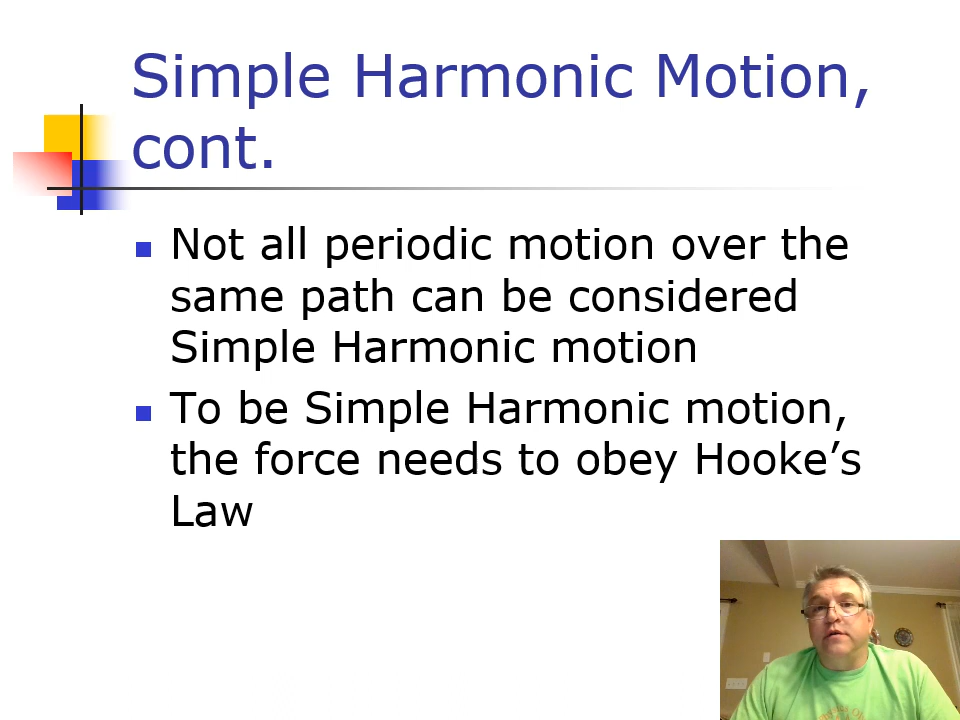 Simple Harmonic Motion,
cont.
Not all periodic motion over the
same path can be considered
Simple Harmonic motion
To be Simple Harmonic motion,
the force needs to obey Hooke’s
Law